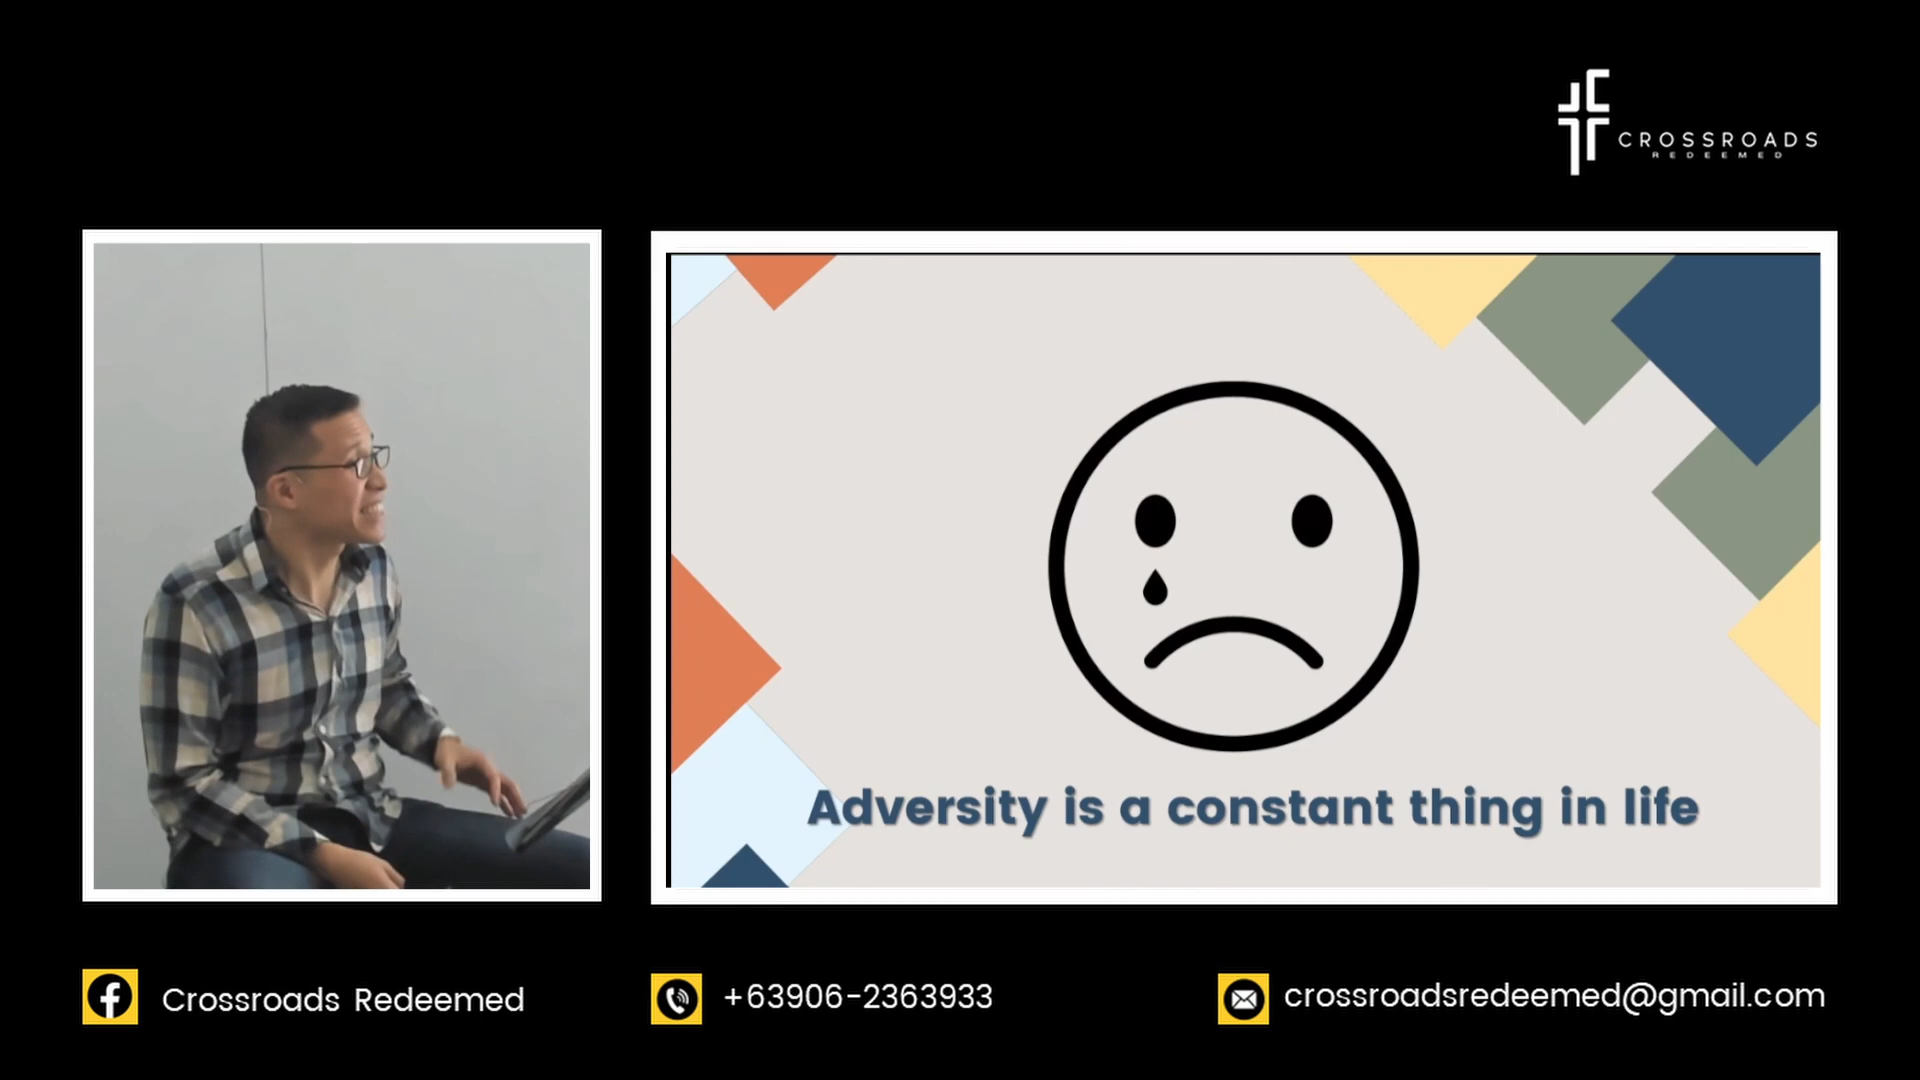 CROSSROADS
REDEEMED
Adversity is a constant thing in life
Crossroads Redeemed
+63906-2363933
crossroadsredeemed@gmail.com